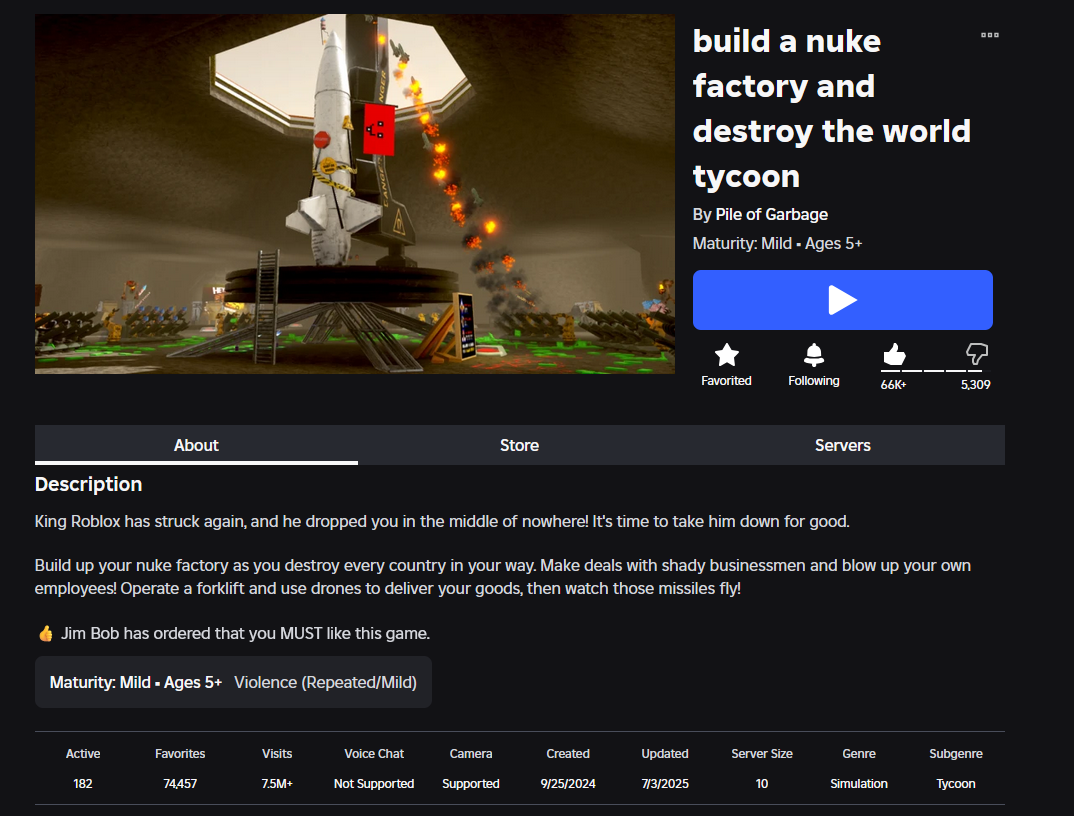 build a nuke
factory and
destroy the world
tycoon
By Pile of Garbage
Maturity: Mild • Ages 5+
DANGER
DANGER
Favorited
Following
66K+
5,309
About
Store
Servers
Description
King Roblox has struck again, and he dropped you in the middle of nowhere! It's time to take him down for good.
Build up your nuke factory as you destroy every country in your way. Make deals with shady businessmen and blow up your own
employees! Operate a forklift and use drones to deliver your goods, then watch those missiles fly!
👍 Jim Bob has ordered that you MUST like this game.
Maturity: Mild • Ages 5+ Violence (Repeated/Mild)
Active Favorites Visits Voice Chat Camera Created Updated Server Size Genre Subgenre
182 74,457 7.5M+ Not Supported Supported 9/25/2024 7/3/2025 10 Simulation Tycoon